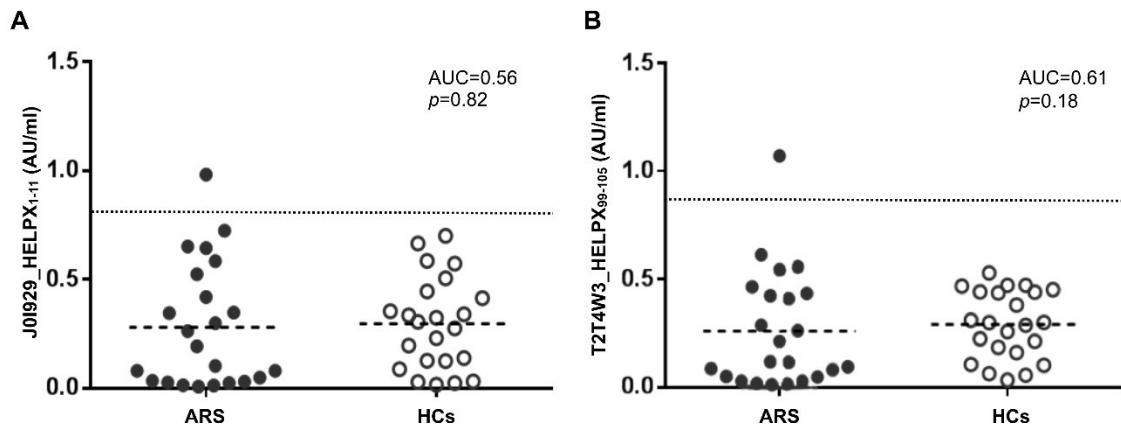 A
J0I929_HELPX1-11 (AU/ml)
1.5
1.0
0.5
0.0
AUC=0.56
p=0.82
ARS
HCs
B
T2T4W3_HELPX99-105 (AU/ml)
1.5
1.0
0.5
0.0
AUC=0.61
p=0.18
ARS
HCs